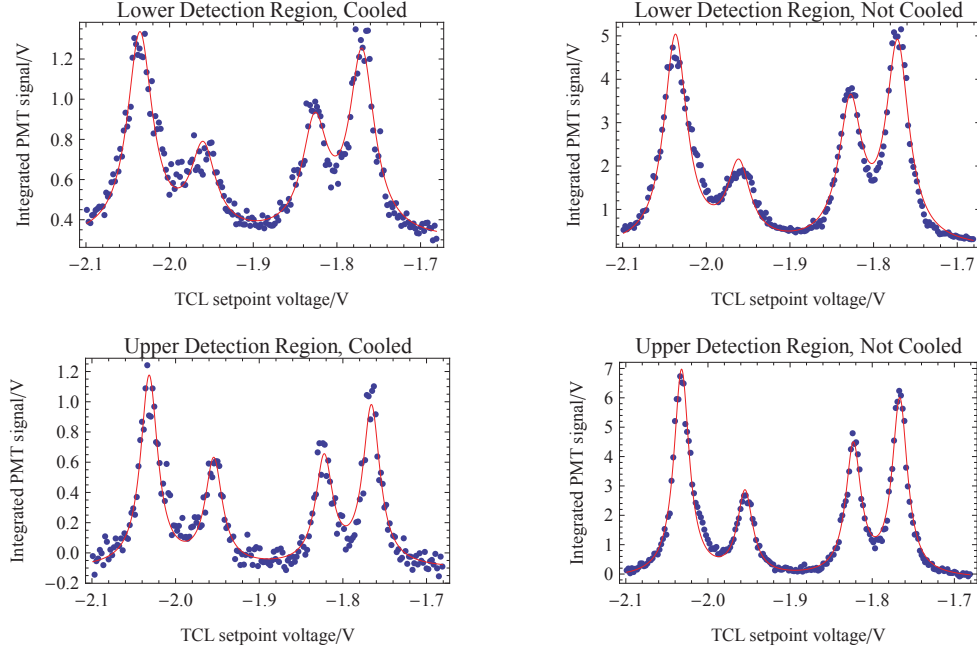 Lower Detection Region, Cooled
Integrated PMT signal/V
1.2
1.0
0.8
0.6
0.4
−2.1 −2.0 −1.9 −1.8 −1.7
TCL setpoint voltage/V
Lower Detection Region, Not Cooled
Integrated PMT signal/V
5
4
3
2
1
−2.1 −2.0 −1.9 −1.8 −1.7
TCL setpoint voltage/V
Upper Detection Region, Cooled
Integrated PMT signal/V
1.2
1.0
0.8
0.6
0.4
0.2
0.0
−0.2
−2.1 −2.0 −1.9 −1.8 −1.7
TCL setpoint voltage/V
Upper Detection Region, Not Cooled
Integrated PMT signal/V
7
6
5
4
3
2
1
0
−2.1 −2.0 −1.9 −1.8 −1.7
TCL setpoint voltage/V